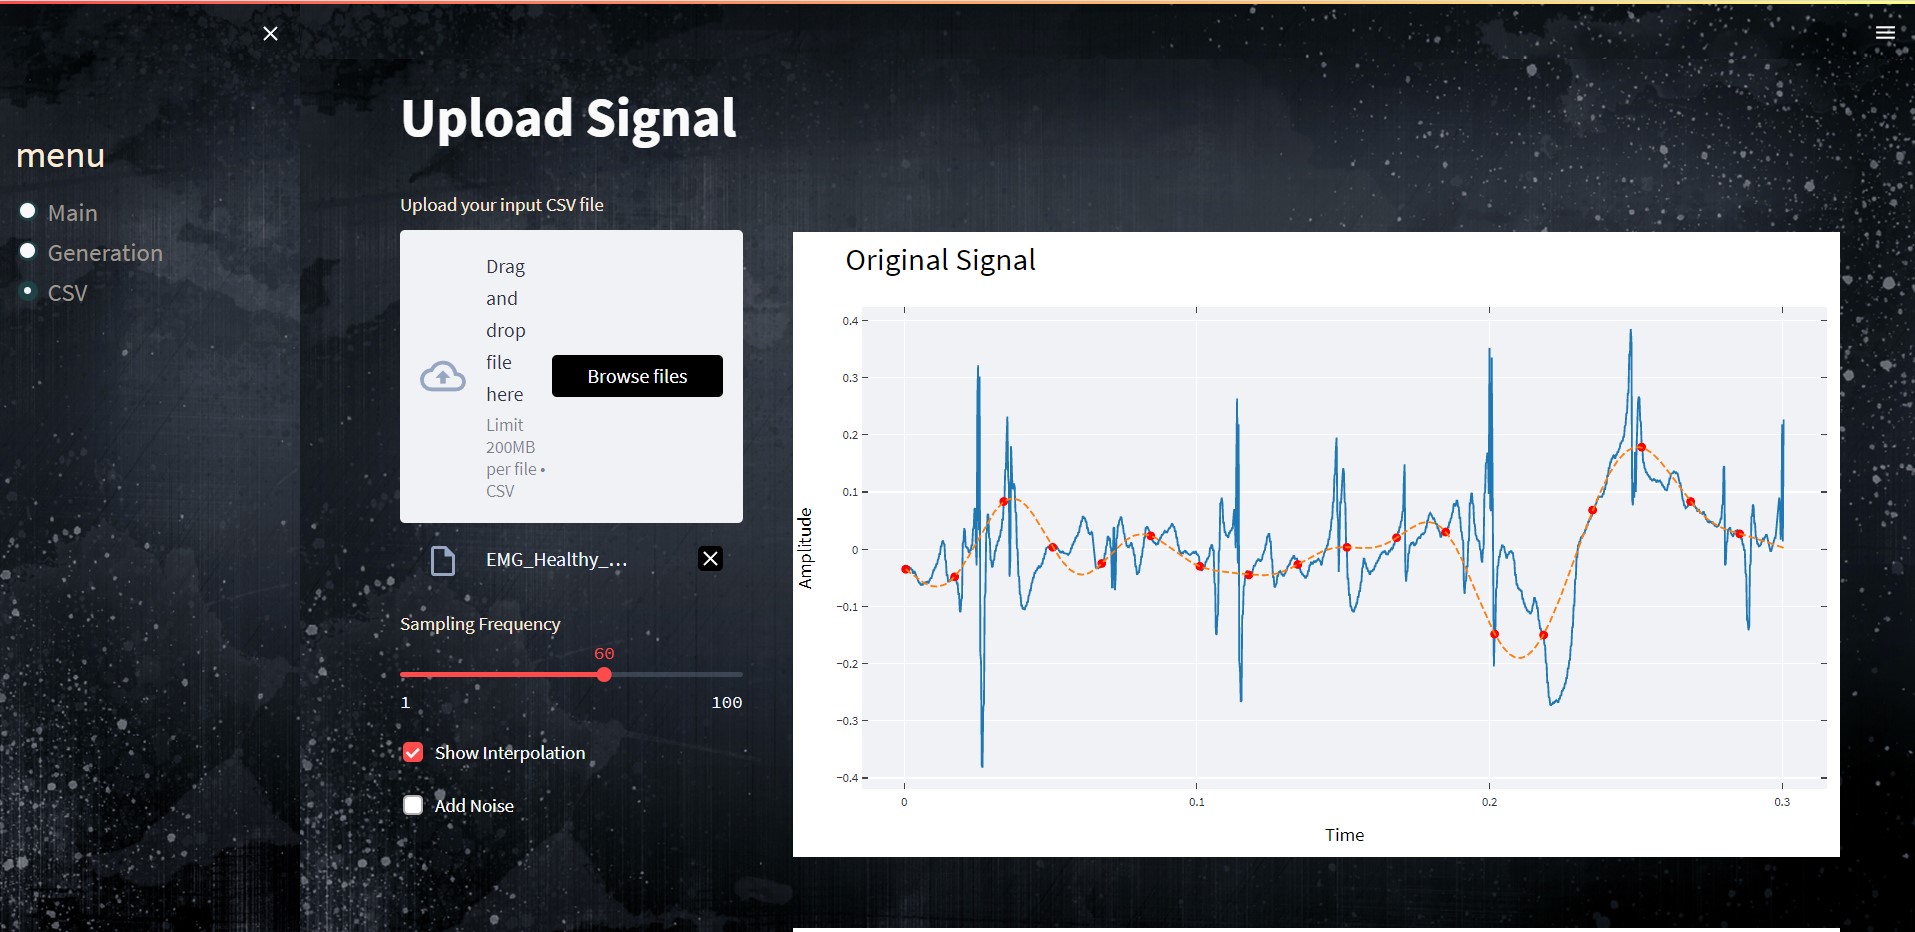 menu
Main
Generation
CSV
Upload Signal
Upload your input CSV file
Drag
and
drop
file
here
Limit
200MB
per file •
CSV
Browse files
EMG_Healthy_...
Sampling Frequency
60
1
100
Show Interpolation
Add Noise
Original Signal
0.4
0.3
0.2
0.1
0
−0.1
−0.2
−0.3
−0.4
Amplitude
0
0.1
0.2
0.3
Time